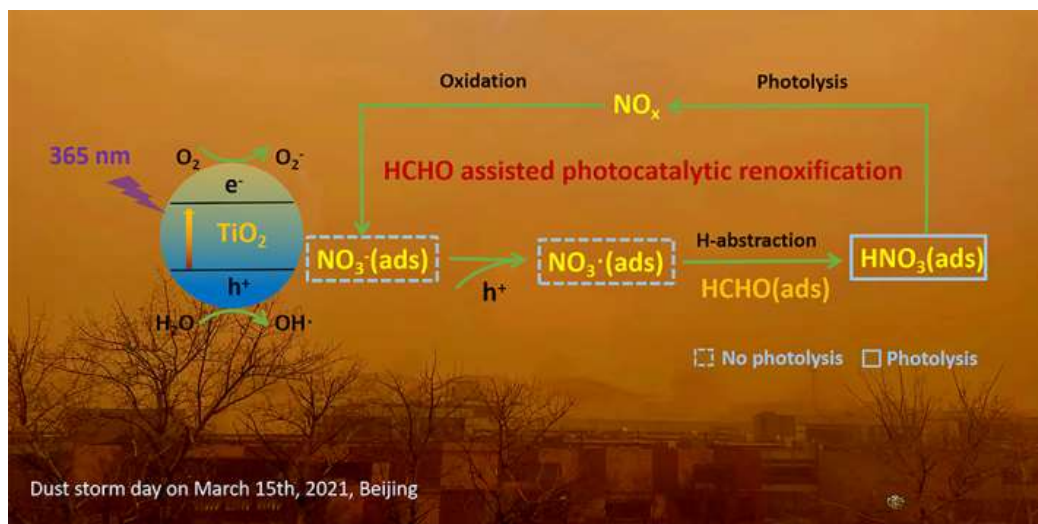 Oxidation
Photolysis
NOₓ
365 nm
O₂
O₂⁻
HCHO assisted photocatalytic renoxification
e⁻
TiO₂
H-abstraction
NO₃⁻(ads)
NO₃·(ads)
HNO₃(ads)
h⁺
h⁺
HCHO(ads)
H₂O
OH·
No photolysis
Photolysis
Dust storm day on March 15th, 2021, Beijing